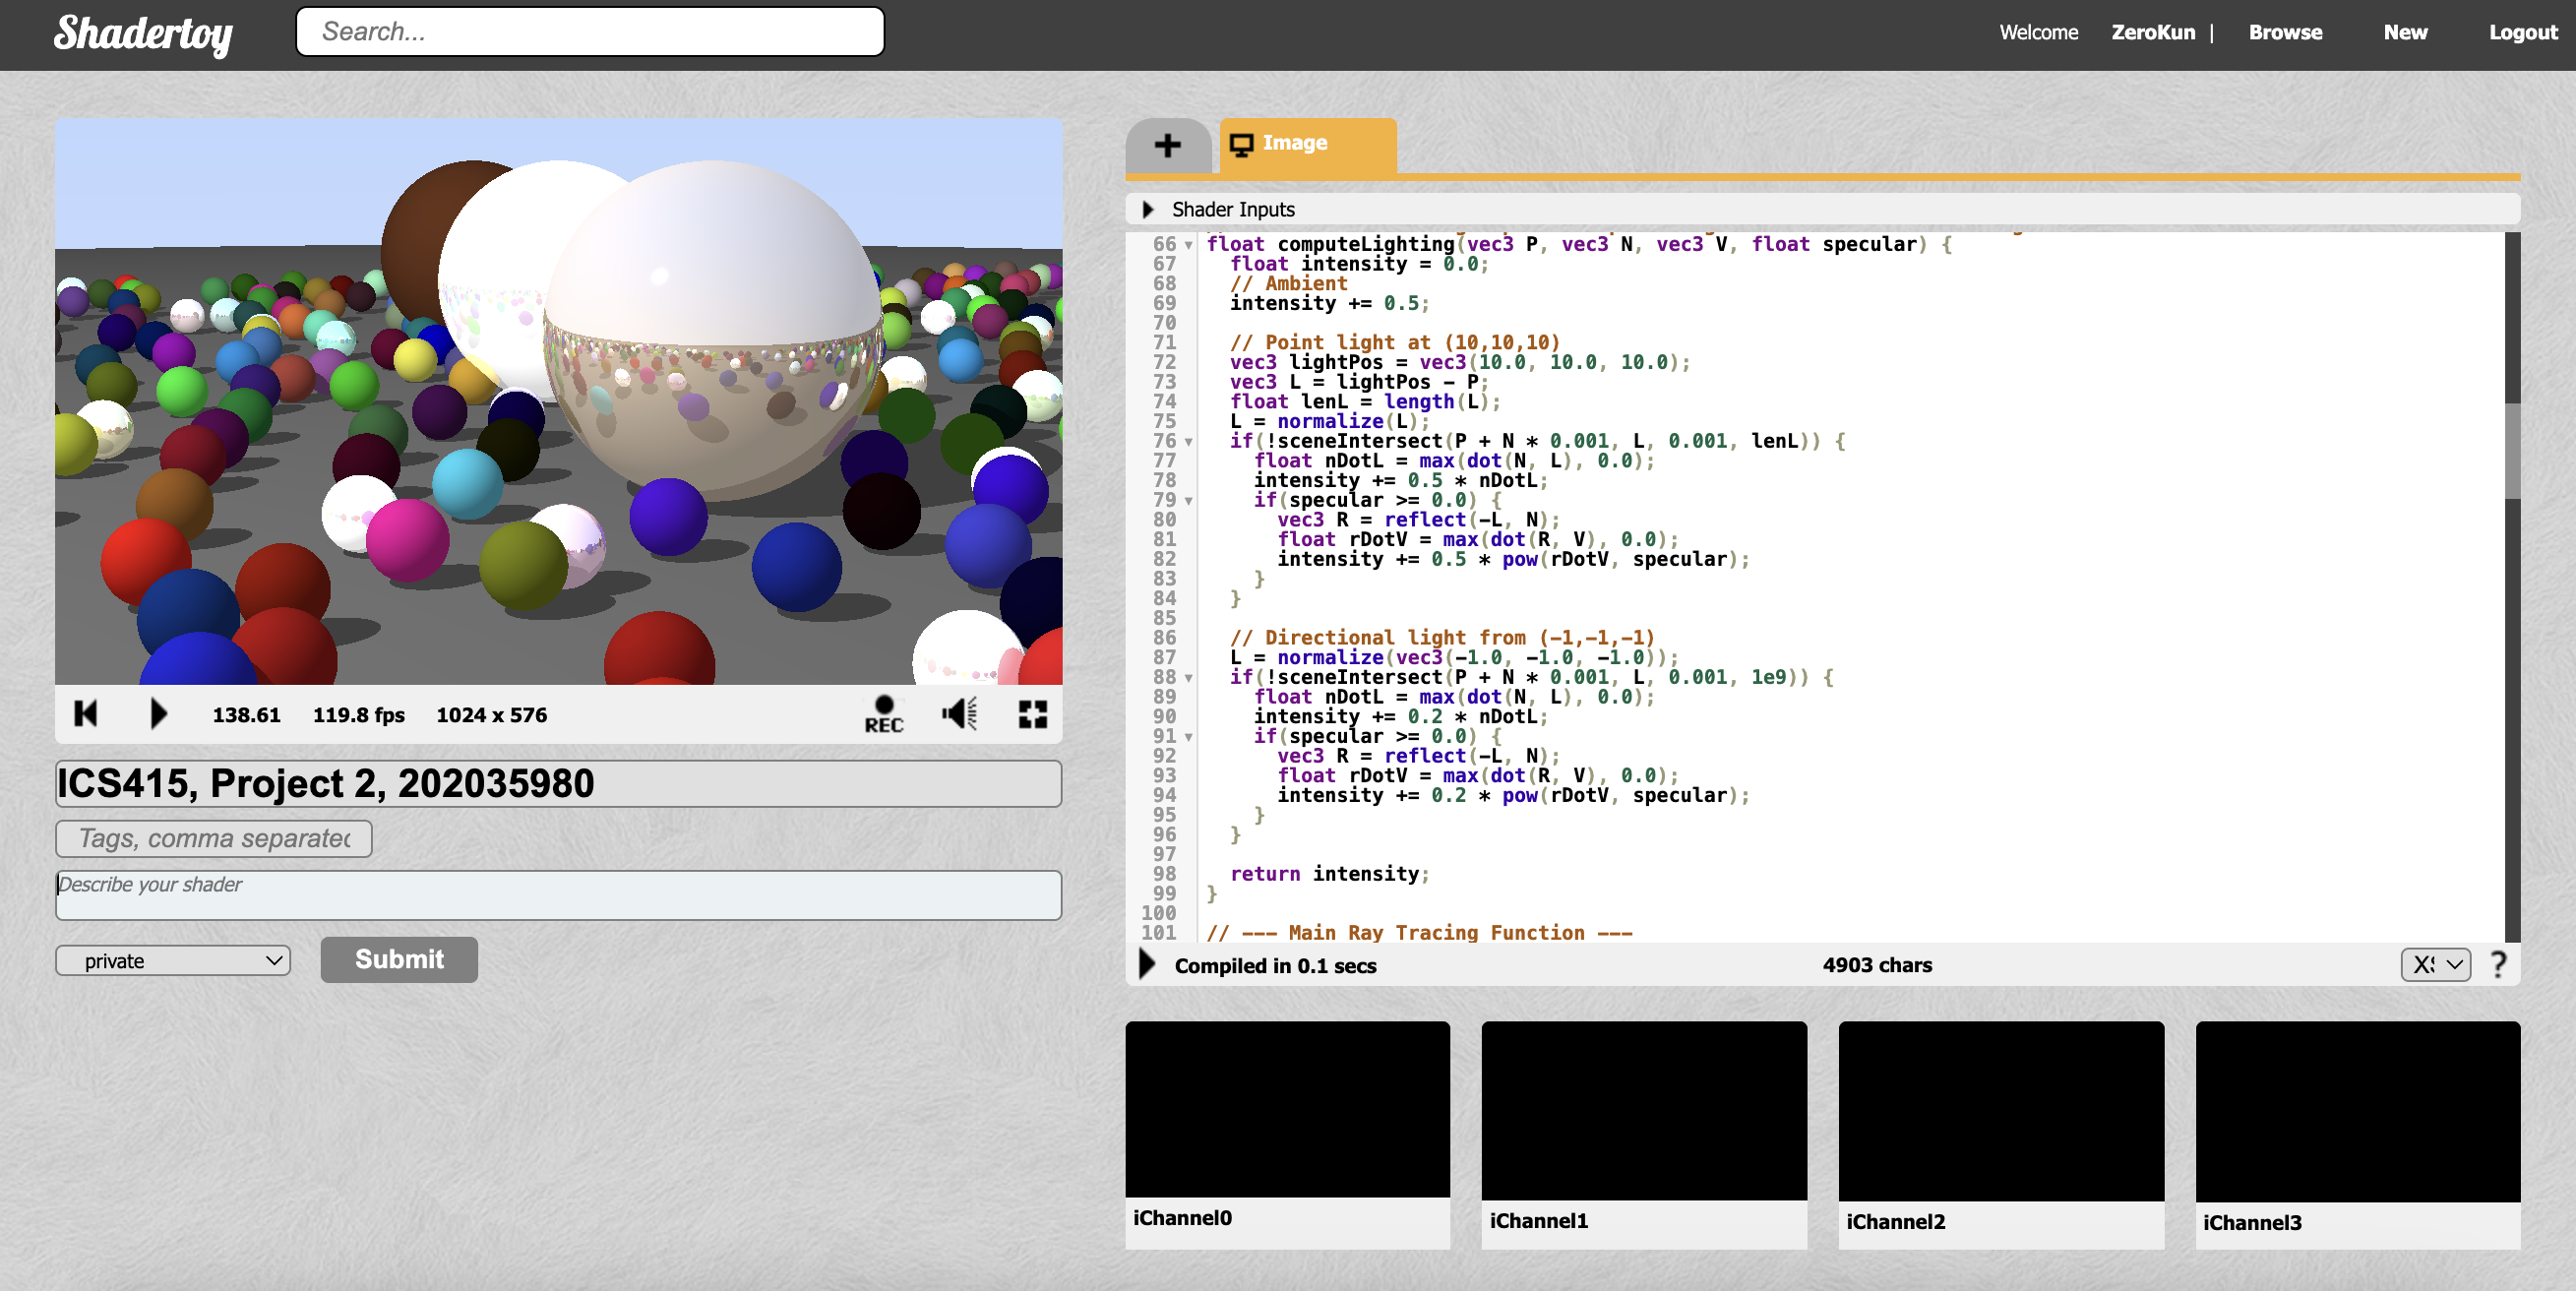 Shadertoy
Search...
Welcome ZeroKun | Browse New Logout
138.61 119.8 fps 1024 x 576 REC
ICS415, Project 2, 202035980
Tags, comma separated
Describe your shader
private Submit
+ Image
Shader Inputs
66 float computeLighting(vec3 P, vec3 N, vec3 V, float specular) {
67 float intensity = 0.0;
68 // Ambient
69 intensity += 0.5;
70
71 // Point light at (10,10,10)
72 vec3 lightPos = vec3(10.0, 10.0, 10.0);
73 vec3 L = lightPos - P;
74 float lenL = length(L);
75 L = normalize(L);
76 if(!sceneIntersect(P + N * 0.001, L, 0.001, lenL)) {
77 float nDotL = max(dot(N, L), 0.0);
78 intensity += 0.5 * nDotL;
79 if(specular >= 0.0) {
80 vec3 R = reflect(-L, N);
81 float rDotV = max(dot(R, V), 0.0);
82 intensity += 0.5 * pow(rDotV, specular);
83 }
84 }
85
86 // Directional light from (-1,-1,-1)
87 L = normalize(vec3(-1.0, -1.0, -1.0));
88 if(!sceneIntersect(P + N * 0.001, L, 0.001, 1e9)) {
89 float nDotL = max(dot(N, L), 0.0);
90 intensity += 0.2 * nDotL;
91 if(specular >= 0.0) {
92 vec3 R = reflect(-L, N);
93 float rDotV = max(dot(R, V), 0.0);
94 intensity += 0.2 * pow(rDotV, specular);
95 }
96 }
97
98 return intensity;
99 }
100
101 // --- Main Ray Tracing Function ---
Compiled in 0.1 secs 4903 chars ?
iChannel0
iChannel1
iChannel2
iChannel3